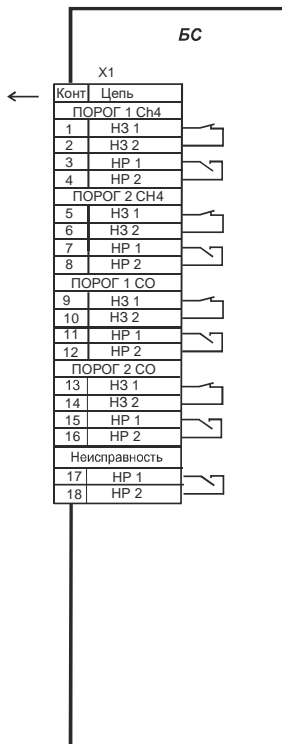 БС
X1
Конт Цепь
ПОРОГ 1 Ch4
1 НЗ 1
2 НЗ 2
3 НР 1
4 НР 2
ПОРОГ 2 CH4
5 НЗ 1
6 НЗ 2
7 НР 1
8 НР 2
ПОРОГ 1 CO
9 НЗ 1
10 НЗ 2
11 НР 1
12 НР 2
ПОРОГ 2 CO
13 НЗ 1
14 НЗ 2
15 НР 1
16 НР 2
Неисправность
17 НР 1
18 НР 2